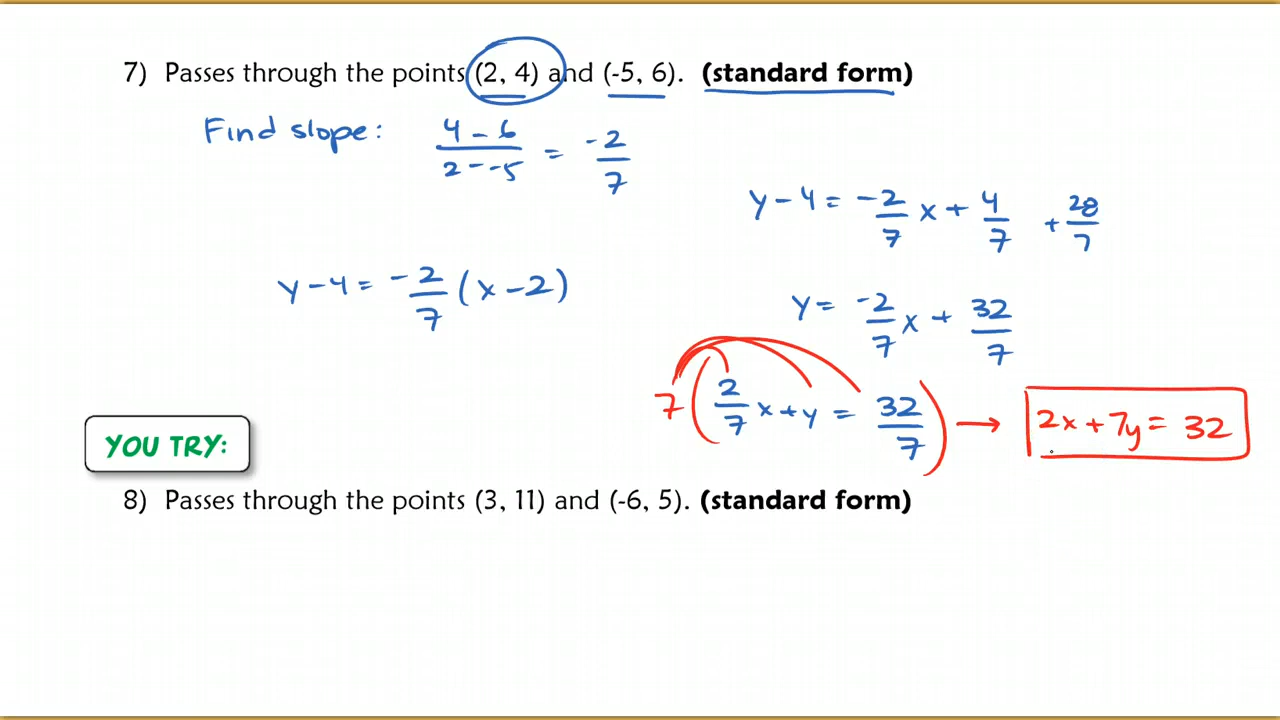 7) Passes through the points (2, 4) and (-5, 6). (standard form)
Find slope: 4 - 6 / 2 - -5 = -2/7
y - 4 = -2/7 x + 4/7 + 28/7
y - 4 = -2/7 (x - 2)
y = -2/7 x + 32/7
7(2/7 x + y = 32/7) → 2x + 7y = 32
YOU TRY:
8) Passes through the points (3, 11) and (-6, 5). (standard form)